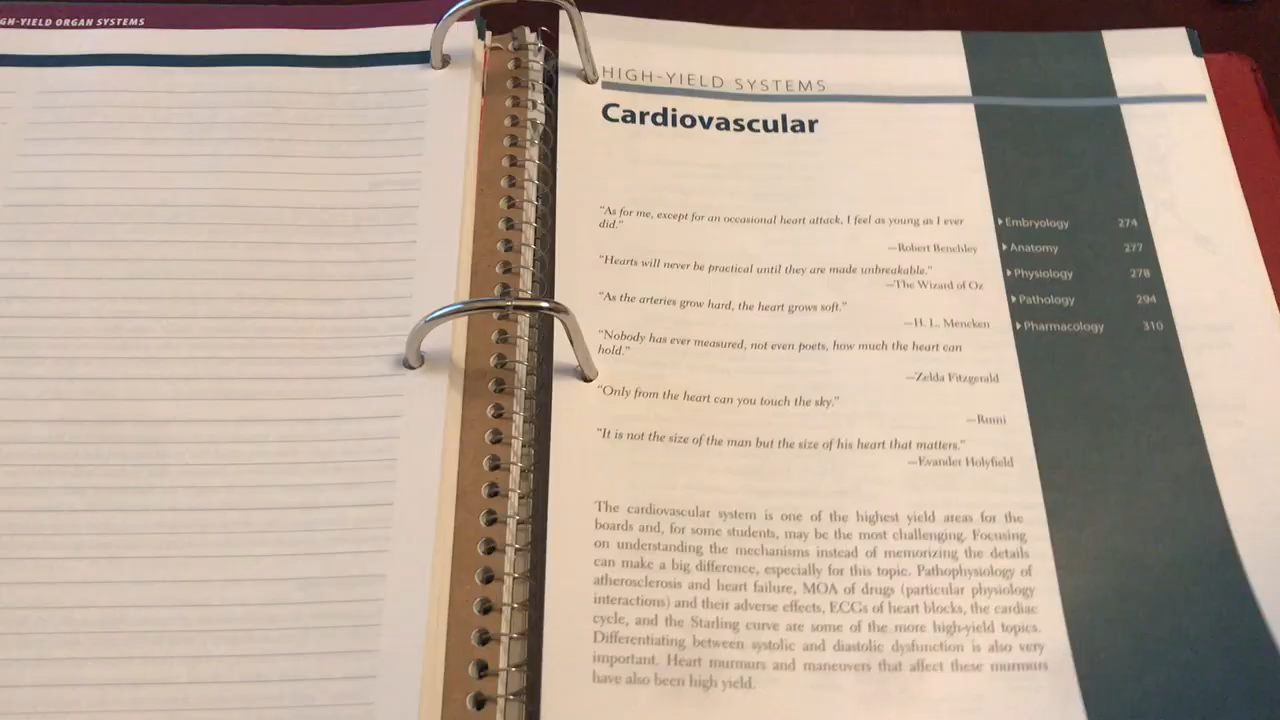 GH-YIELD ORGAN SYSTEMS
HIGH-YIELD SYSTEMS
Cardiovascular
"As for me, except for an occasional heart attack, I feel as young as I ever
did."
—Robert Benchley
"Hearts will never be practical until they are made unbreakable."
—The Wizard of Oz
"As the arteries grow hard, the heart grows soft."
—H. L. Mencken
"Nobody has ever measured, not even poets, how much the heart can
hold."
—Zelda Fitzgerald
"Only from the heart can you touch the sky."
—Rumi
"It is not the size of the man but the size of his heart that matters."
—Evander Holyfield
The cardiovascular system is one of the highest yield areas for the
boards and, for some students, may be the most challenging. Focusing
on understanding the mechanisms instead of memorizing the details
can make a big difference, especially for this topic. Pathophysiology of
atherosclerosis and heart failure, MOA of drugs (particular physiology
interactions) and their adverse effects, ECGs of heart blocks, the cardiac
cycle, and the Starling curve are some of the more high-yield topics.
Differentiating between systolic and diastolic dysfunction is also very
important. Heart murmurs and maneuvers that affect these murmurs
have also been high yield.
▶Embryology 274
▶Anatomy 277
▶Physiology 278
▶Pathology 294
▶Pharmacology 310